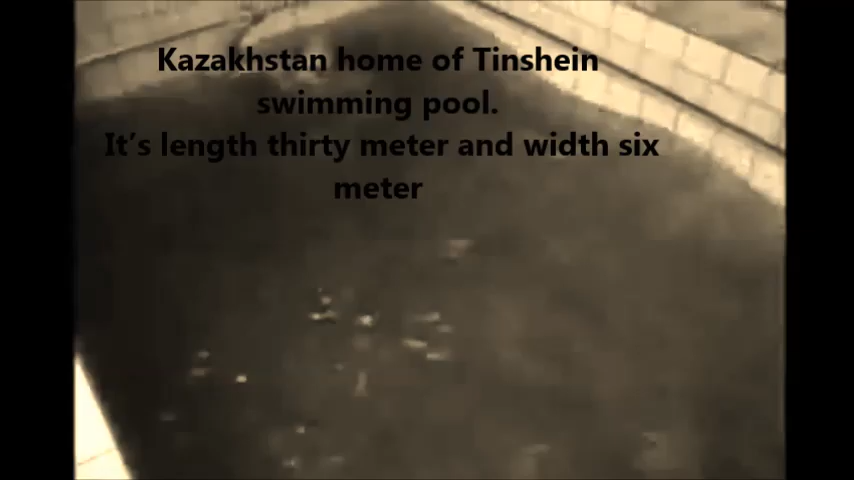 Kazakhstan home of Tinshein
swimming pool.
It’s length thirty meter and width six
meter